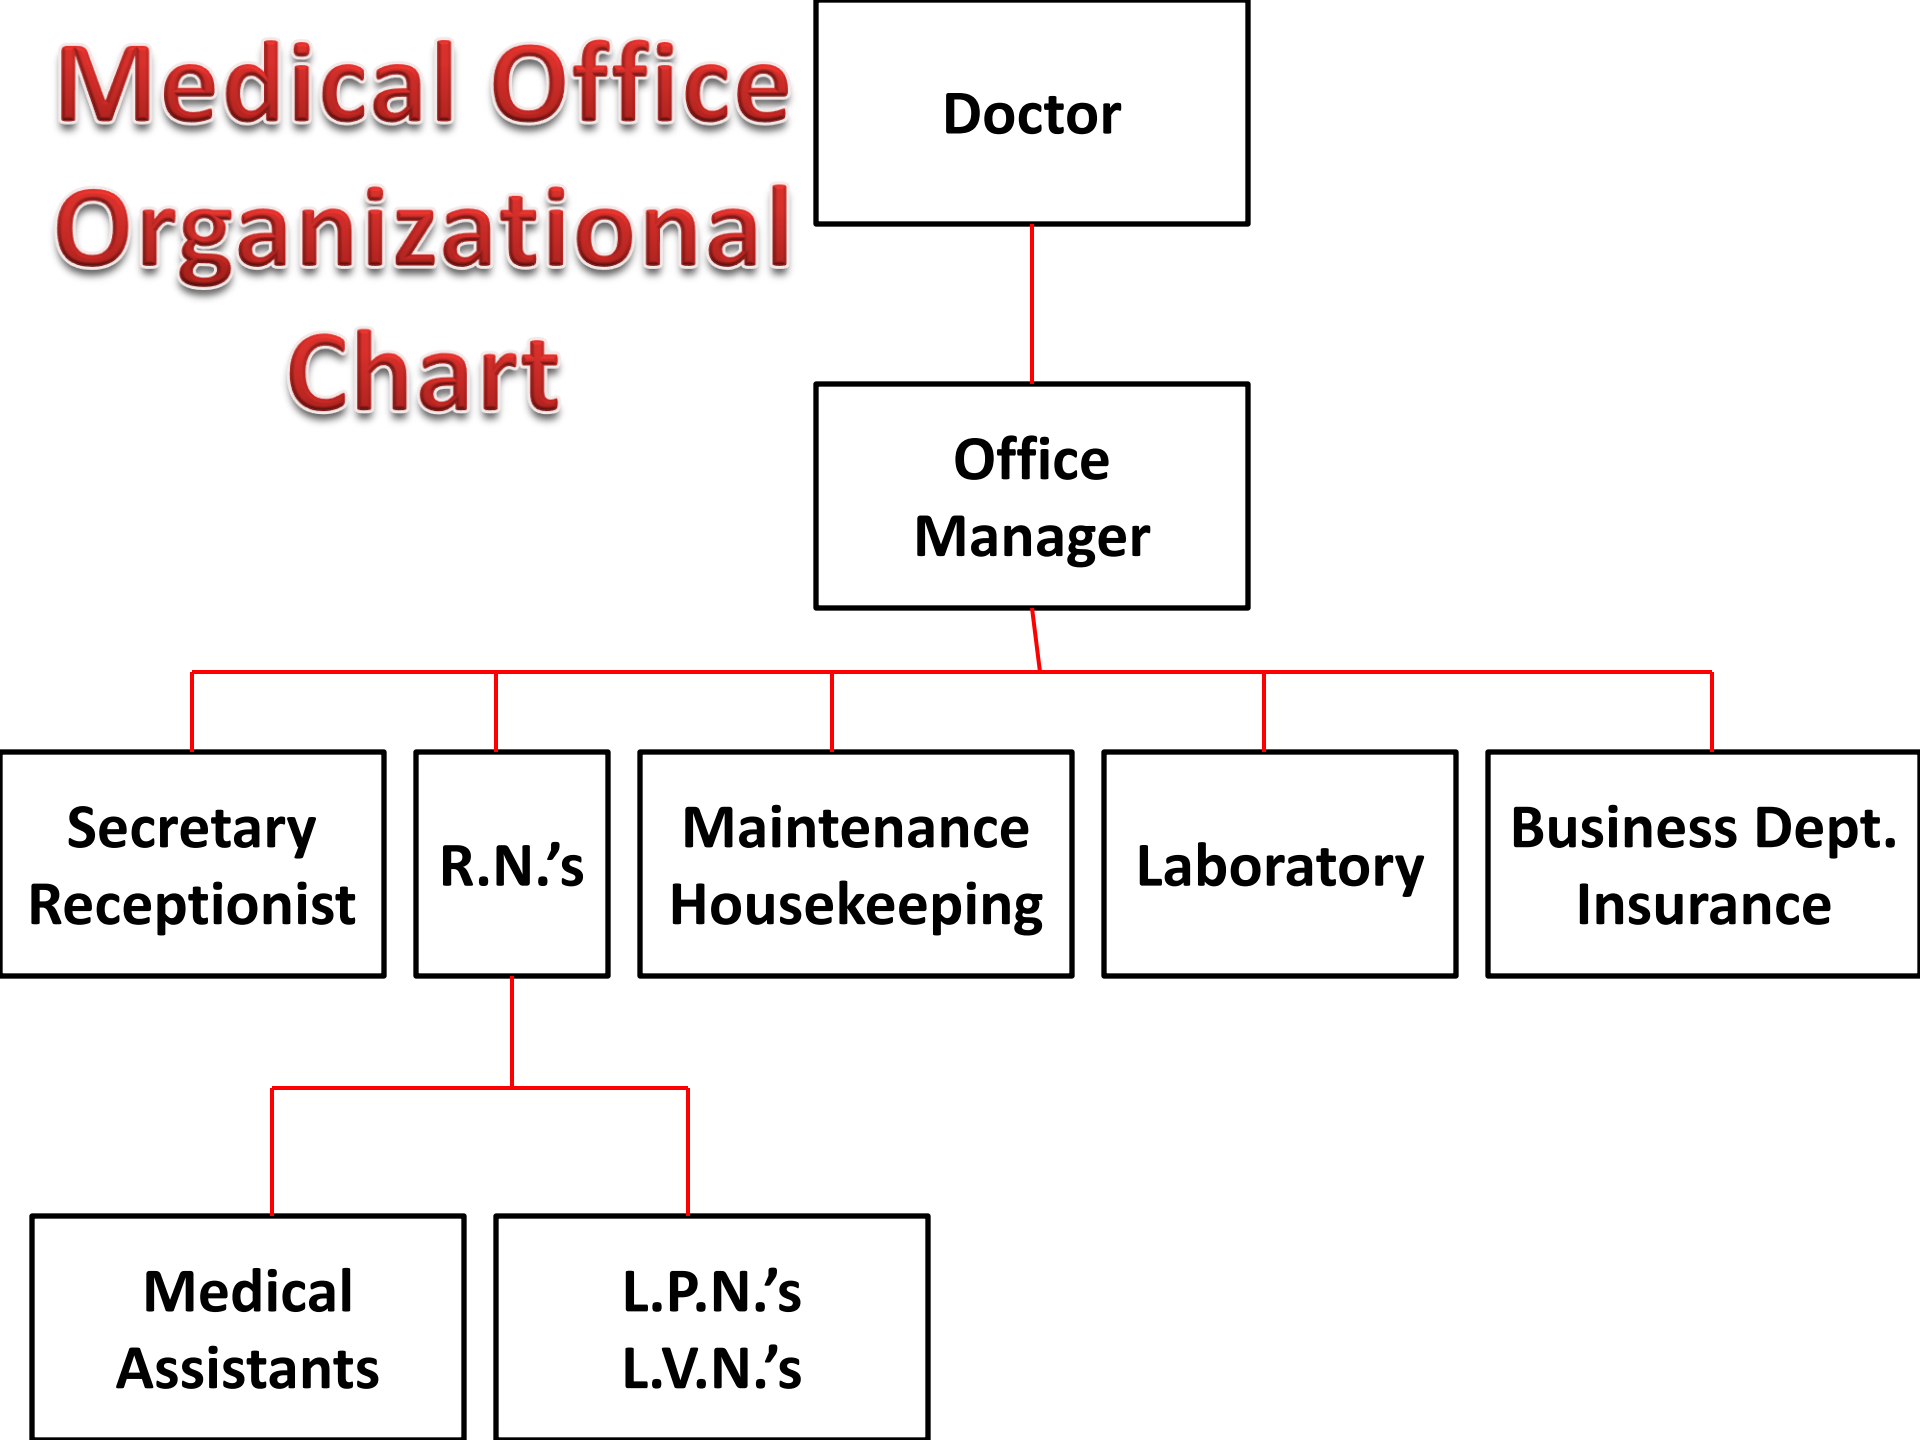 Medical Office
Organizational
Chart
Doctor
Office
Manager
Secretary
Receptionist
R.N.’s
Maintenance
Housekeeping
Laboratory
Business Dept.
Insurance
Medical
Assistants
L.P.N.’s
L.V.N.’s